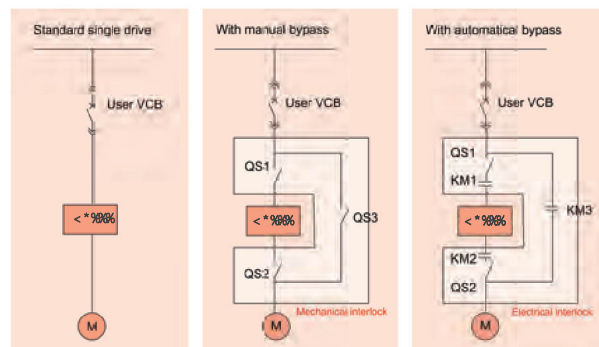 Standard single drive
User VCB
M
With manual bypass
User VCB
QS1
QS3
QS2
Mechanical interlock
M
With automatical bypass
User VCB
QS1
KM1
KM3
KM2
QS2
Electrical interlock
M